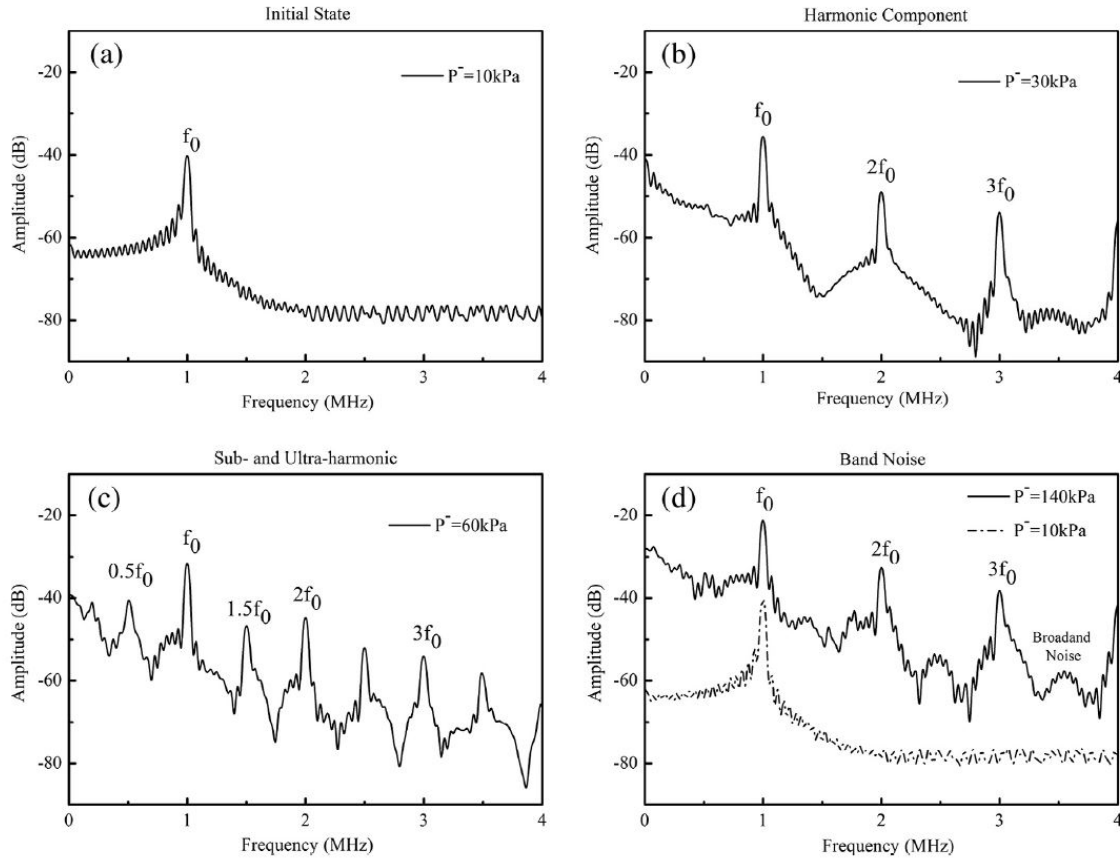 Initial State
(a)
P⁻=10kPa
f₀
-20
-40
-60
-80
Amplitude (dB)
0 1 2 3 4
Frequency (MHz)
Harmonic Component
(b)
P⁻=30kPa
f₀
2f₀
3f₀
-20
-40
-60
-80
Amplitude (dB)
0 1 2 3 4
Frequency (MHz)
Sub- and Ultra-harmonic
(c)
P⁻=60kPa
f₀
0.5f₀
1.5f₀
2f₀
3f₀
-20
-40
-60
-80
Amplitude (dB)
0 1 2 3 4
Frequency (MHz)
Band Noise
(d)
P⁻=140kPa
P⁻=10kPa
f₀
2f₀
3f₀
Broadand
Noise
-20
-40
-60
-80
Amplitude (dB)
0 1 2 3 4
Frequency (MHz)